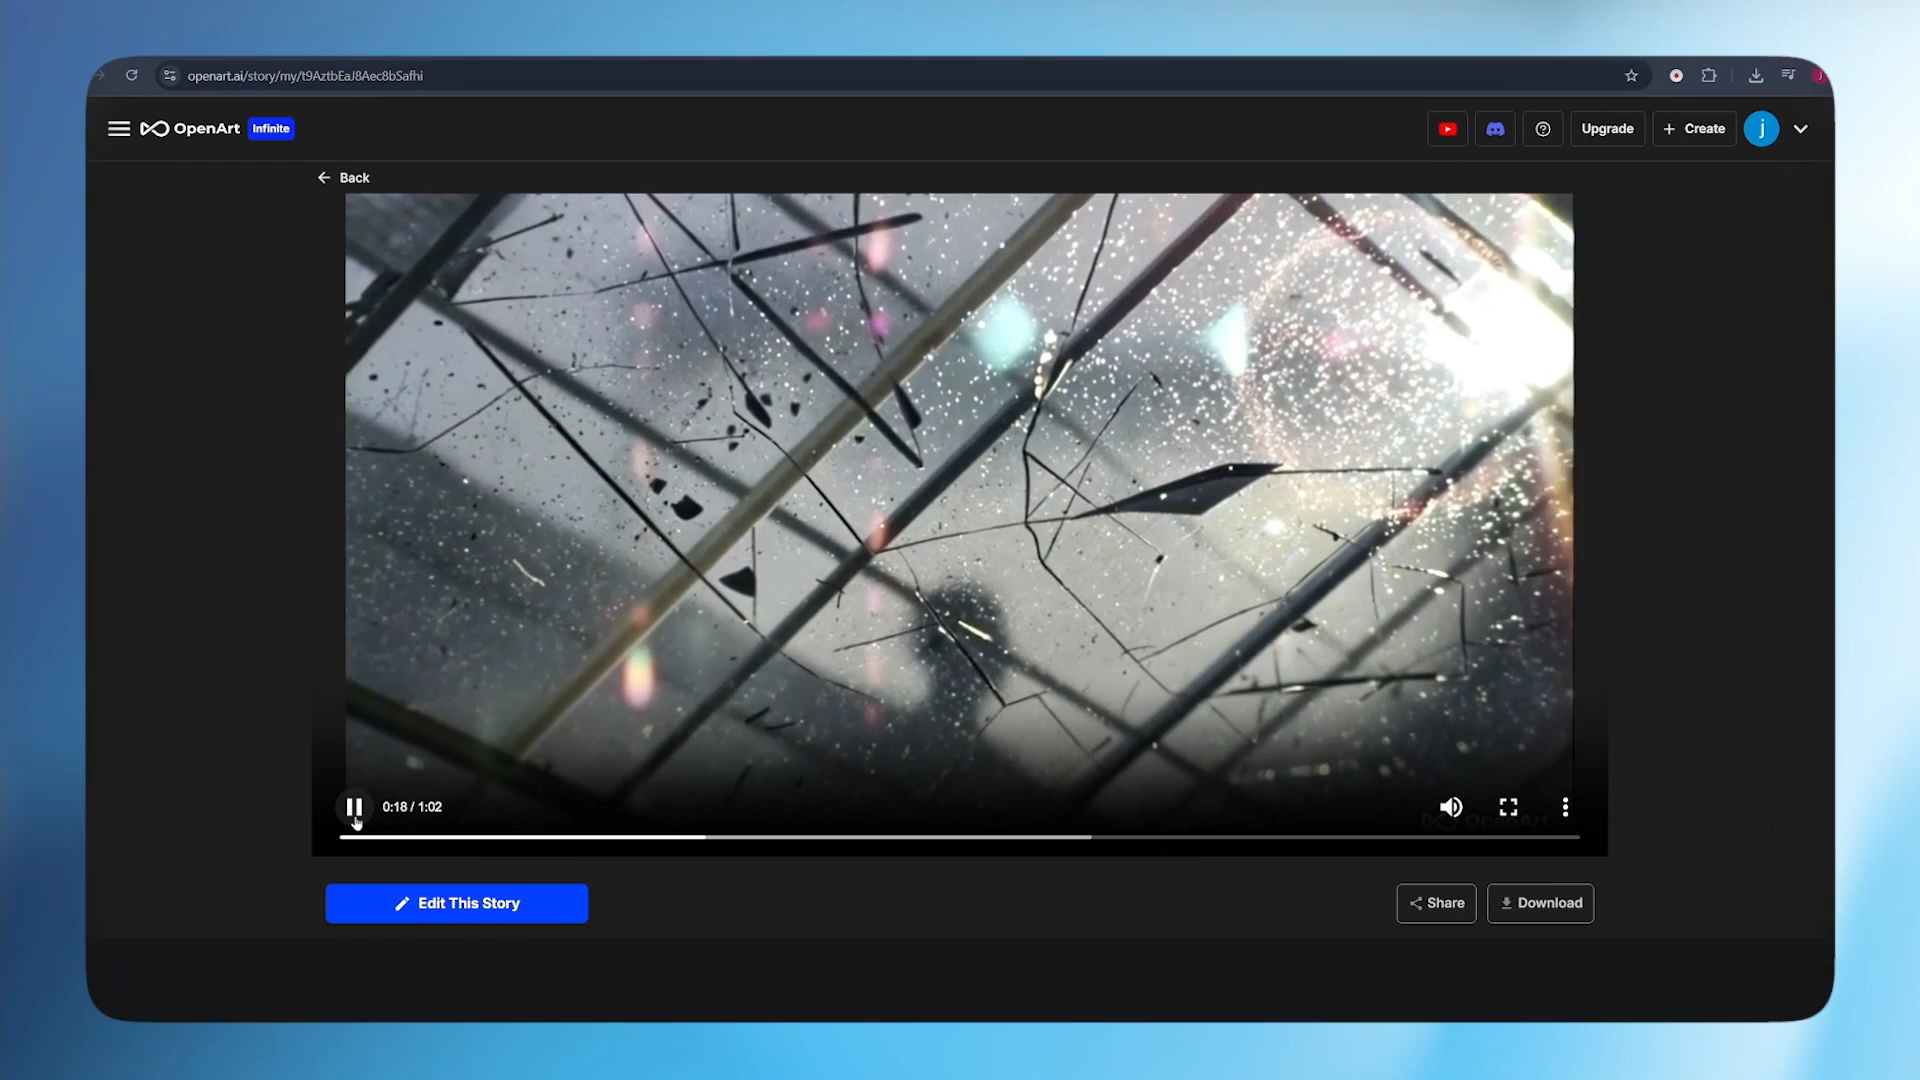 openart.ai/story/my/t9AztbEaJ8Aec8bSafhi
OpenArt Infinite
Upgrade
+ Create
j
j
Back
0:18 / 1:02
OpenArt
Edit This Story
Share
Download